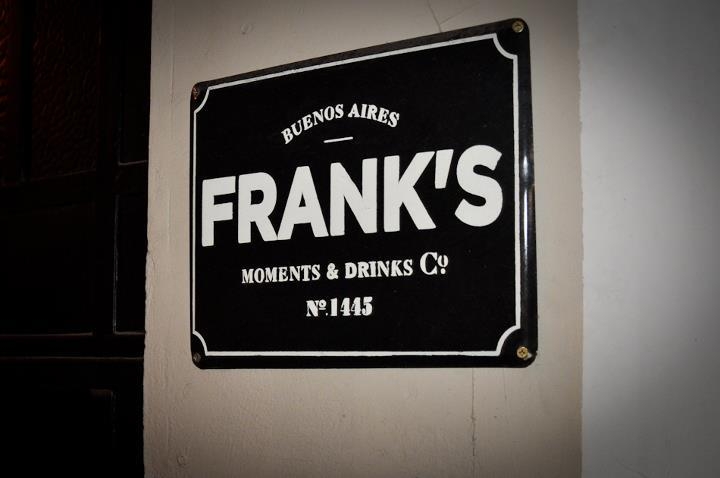 BUENOS AIRES
FRANK'S
MOMENTS & DRINKS Cº
Nº.1445